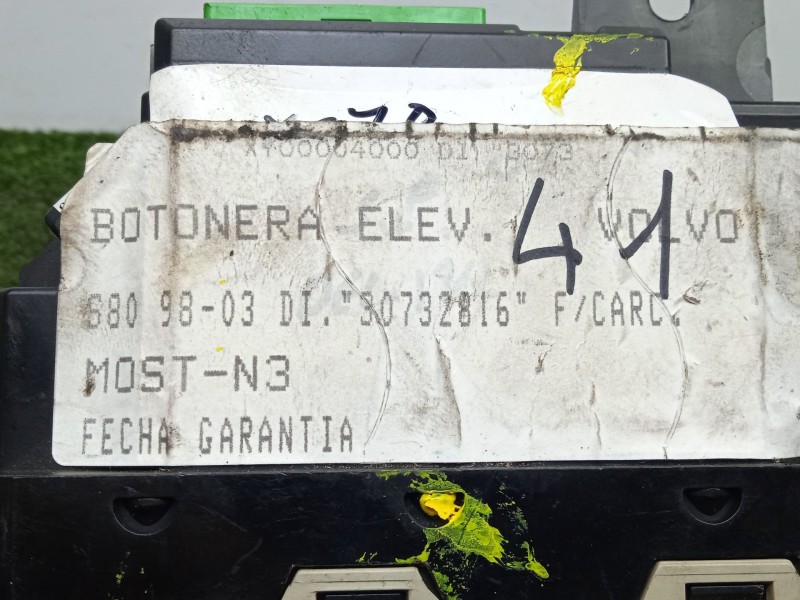 BOTONERA ELEV. VOLVO
41
S80 98-03 DI. "30732816" F/CARC.
MOST-N3
FECHA GARANTIA